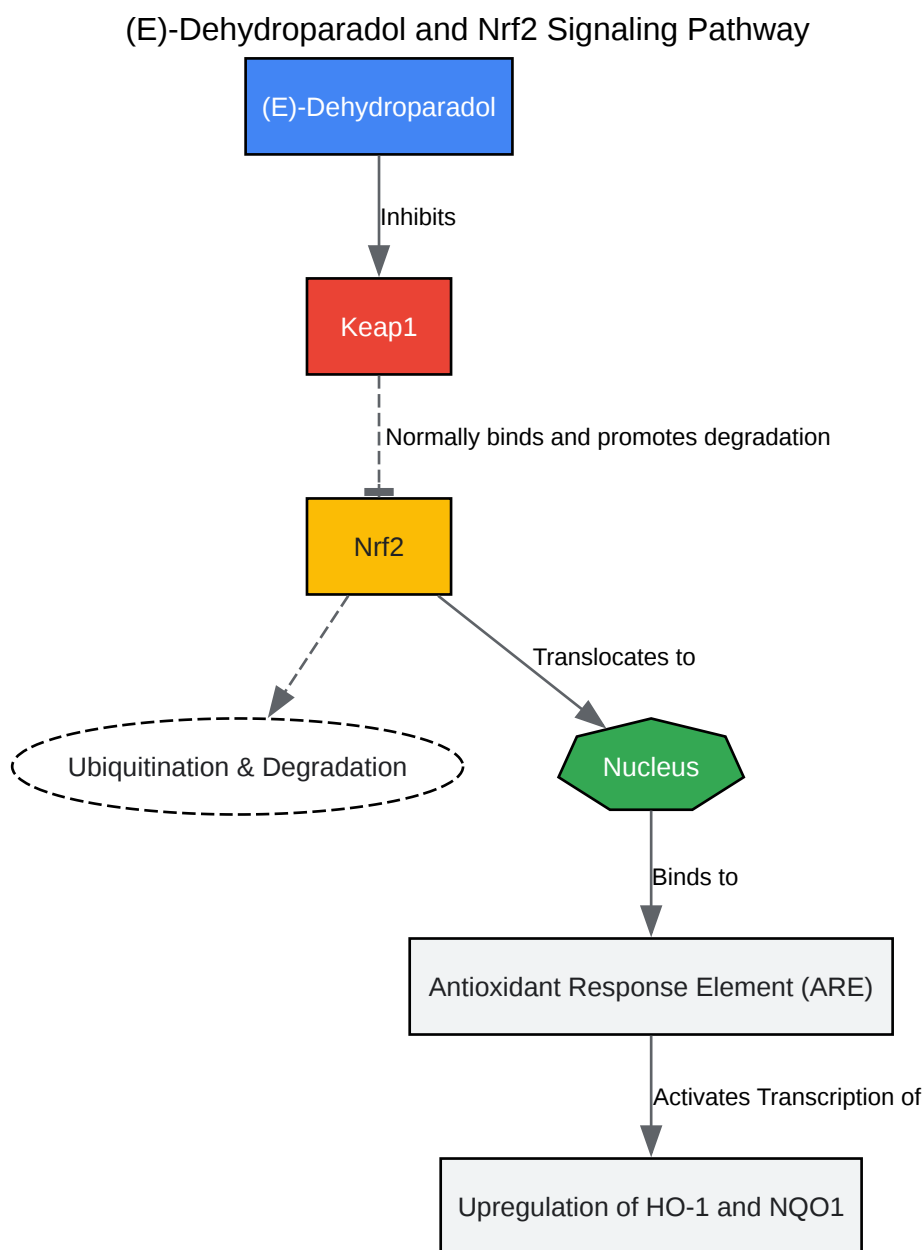 (E)-Dehydroparadol and Nrf2 Signaling Pathway
(E)-Dehydroparadol
Inhibits
Keap1
Normally binds and promotes degradation
Nrf2
Translocates to
Ubiquitination & Degradation
Nucleus
Binds to
Antioxidant Response Element (ARE)
Activates Transcription of
Upregulation of HO-1 and NQO1